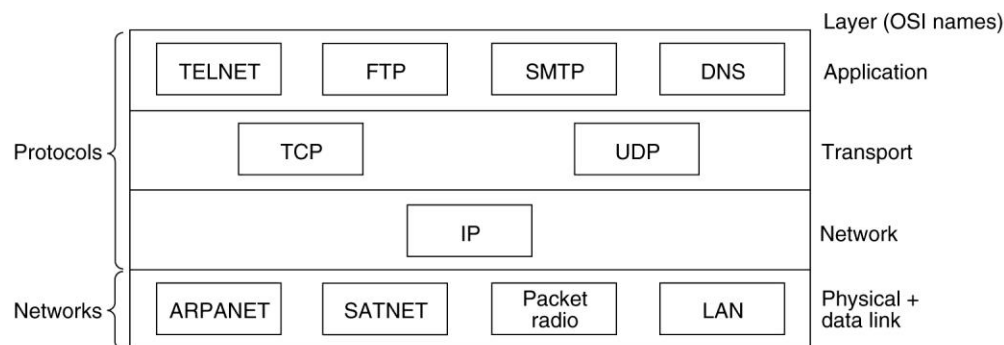 Layer (OSI names)
TELNET FTP SMTP DNS Application
Protocols TCP UDP Transport
IP Network
Networks ARPANET SATNET Packet radio LAN Physical + data link